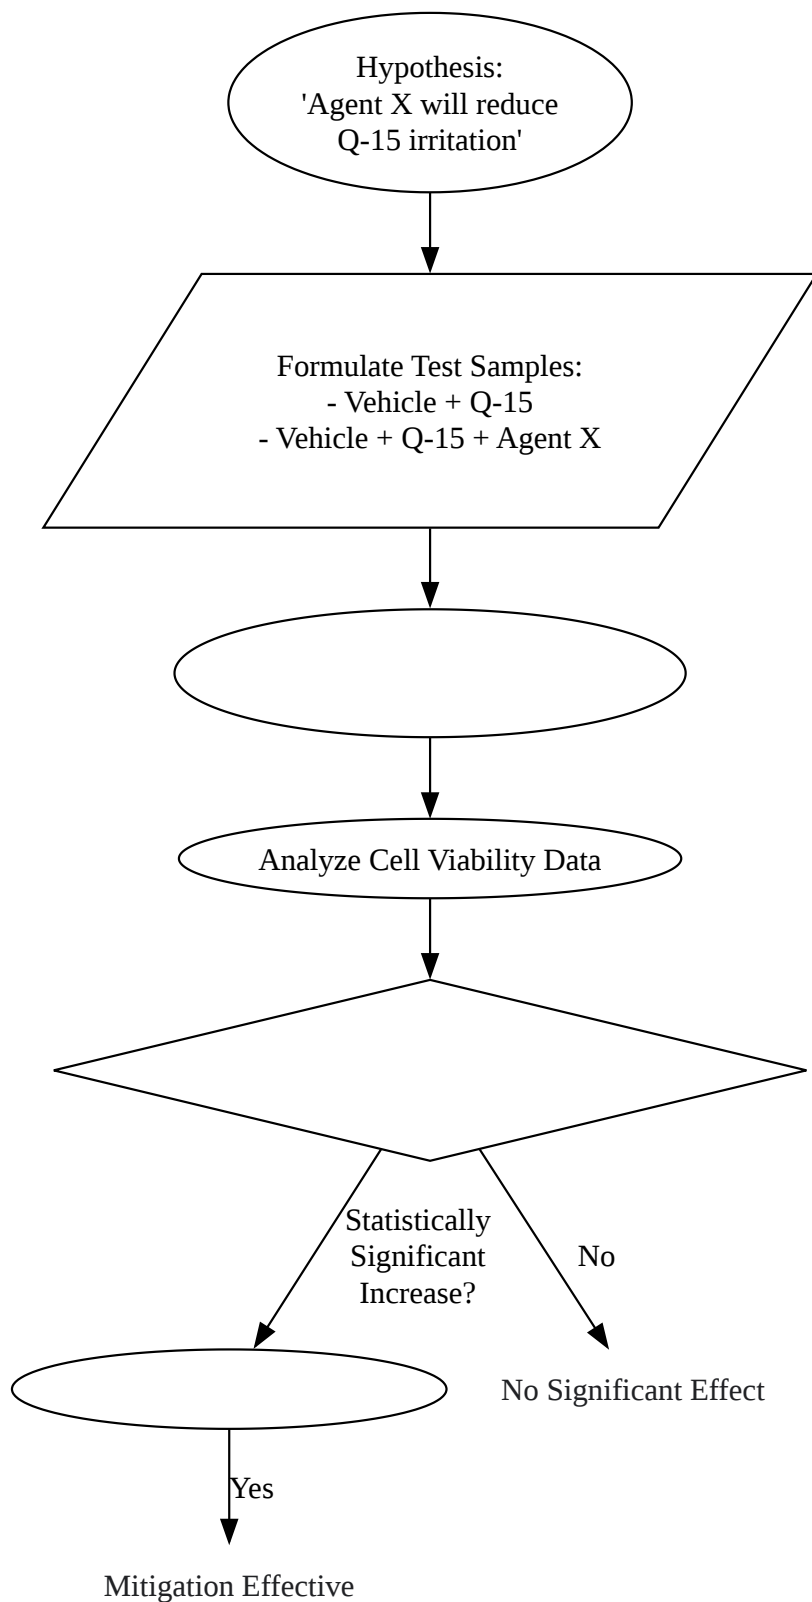 Hypothesis:
'Agent X will reduce
Q-15 irritation'
Formulate Test Samples:
- Vehicle + Q-15
- Vehicle + Q-15 + Agent X
Analyze Cell Viability Data
Statistically
Significant
Increase?
No
No Significant Effect
Yes
Mitigation Effective